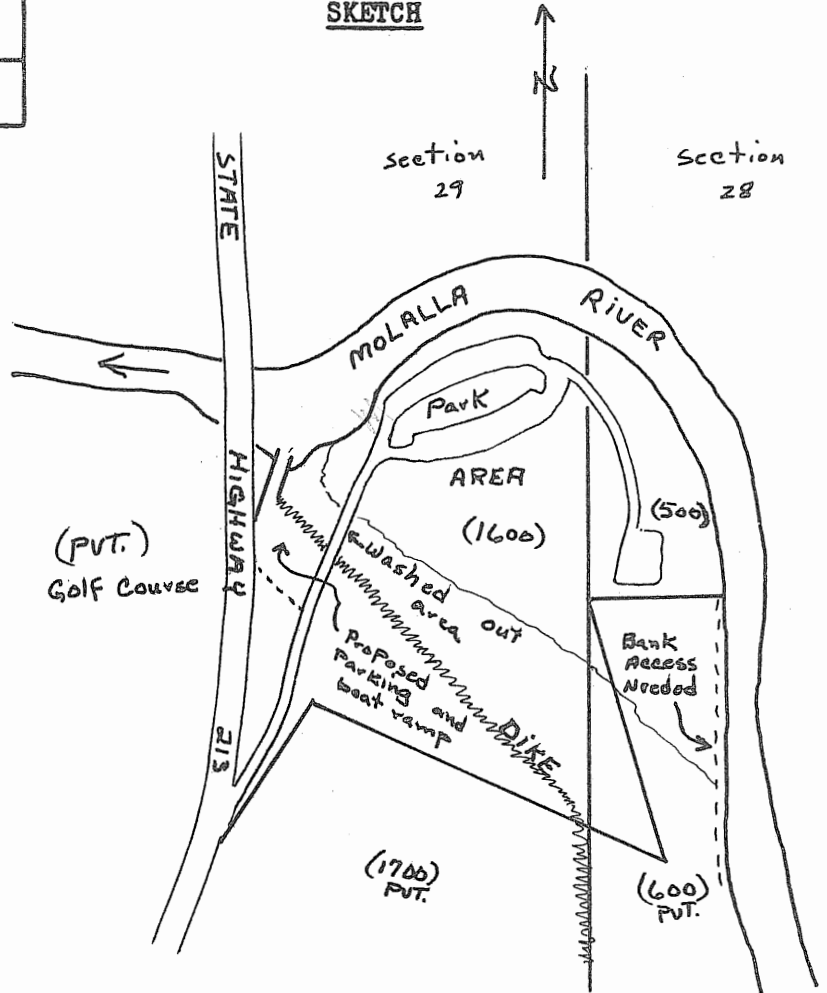 SKETCH
N
section
29
section
28
STATE
HIGHWAY
213
MOLALLA
RIVER
Park
AREA
(1600)
(500)
(PVT.)
Golf Course
Washed out
area
Proposed
Parking and
boat ramp
DIKE
Bank
Access
Needed
(1700)
PVT.
(600)
PVT.